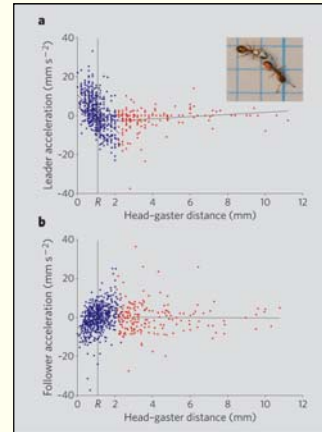 a
40
20
0
-20
-40
Leader acceleration (mm s−2)
0 R 2 4 6 8 10 12
Head–gaster distance (mm)
b
40
20
0
-20
-40
Follower acceleration (mm s−2)
0 R 2 4 6 8 10 12
Head–gaster distance (mm)